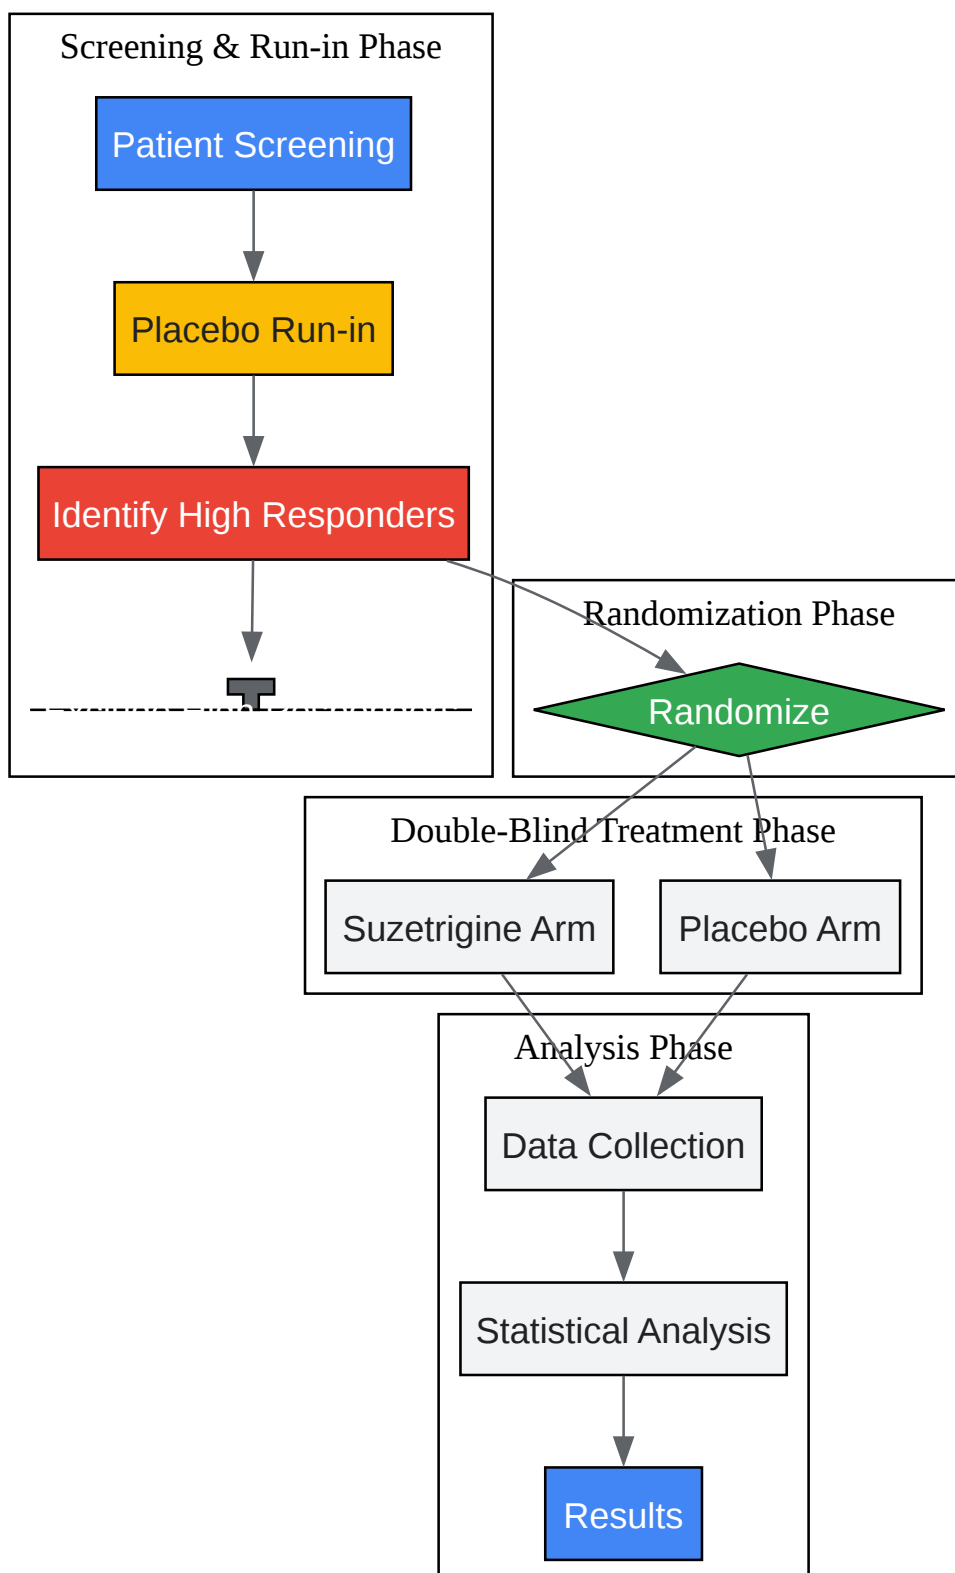 Screening & Run-in Phase
Patient Screening
Placebo Run-in
Identify High Responders
Randomization Phase
Randomize
Double-Blind Treatment Phase
Suzetrigine Arm
Placebo Arm
Analysis Phase
Data Collection
Statistical Analysis
Results